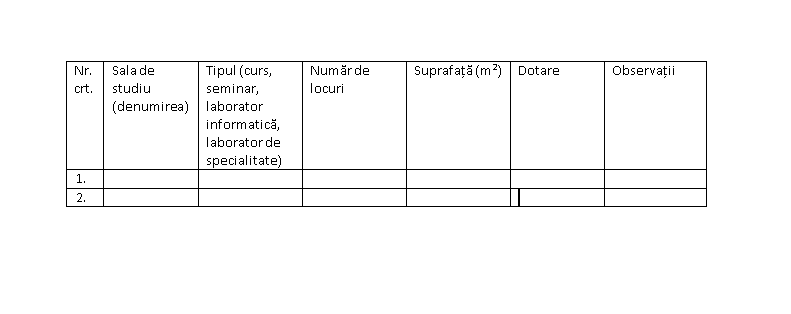 Nr. crt.
Sala de studiu (denumirea)
Tipul (curs, seminar, laborator informatică, laborator de specialitate)
Număr de locuri
Suprafață (m²)
Dotare
Observații
1.
2.